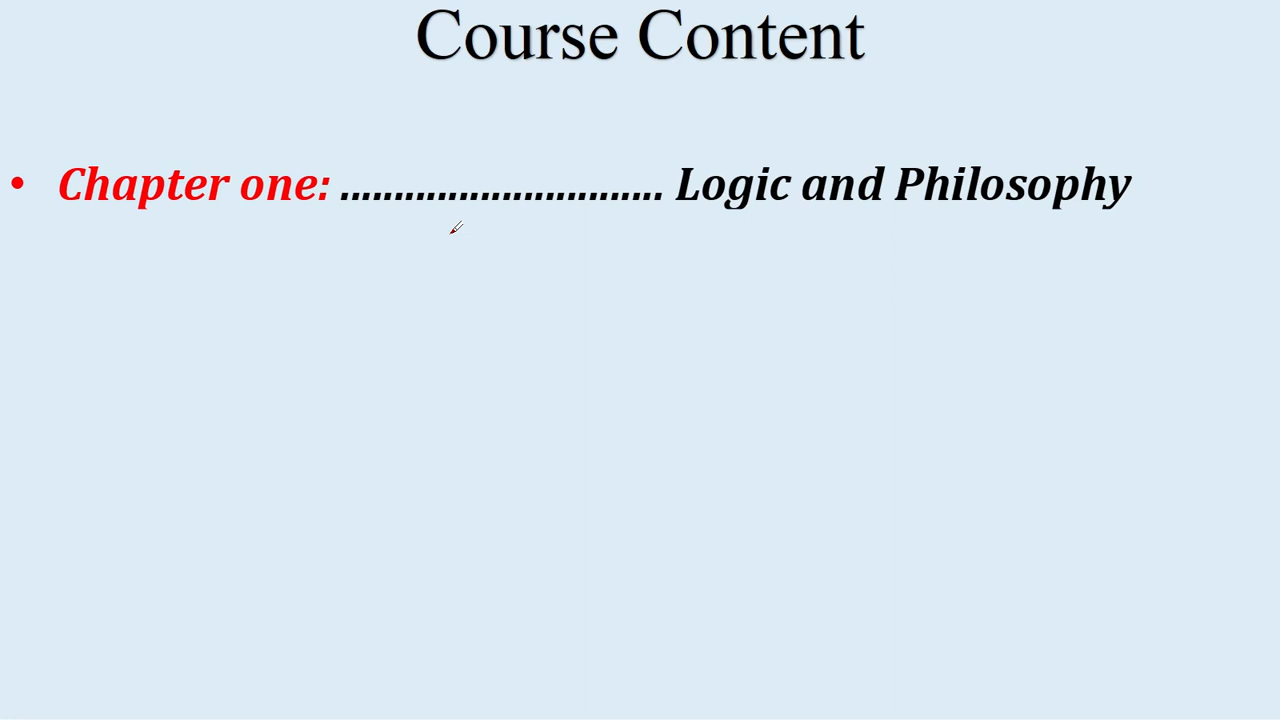 Course Content
• Chapter one: .............................. Logic and Philosophy